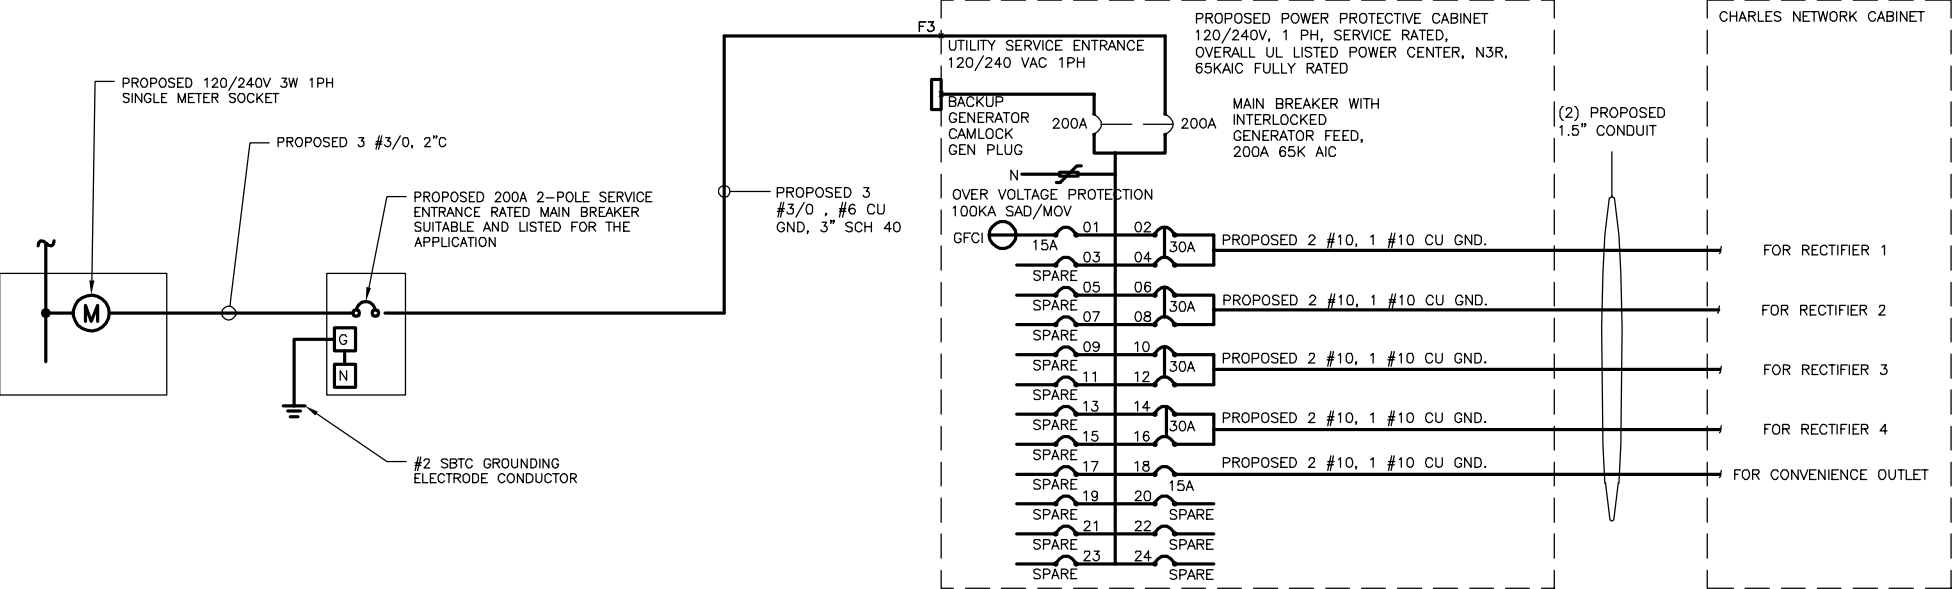 PROPOSED 120/240V 3W 1PH
SINGLE METER SOCKET
PROPOSED 3 #3/0, 2"C
PROPOSED 200A 2-POLE SERVICE
ENTRANCE RATED MAIN BREAKER
SUITABLE AND LISTED FOR THE
APPLICATION
M
G
N
#2 SBTC GROUNDING
ELECTRODE CONDUCTOR
PROPOSED 3
#3/0 , #6 CU
GND, 3" SCH 40
F3
UTILITY SERVICE ENTRANCE
120/240 VAC 1PH
BACKUP
GENERATOR
CAMLOCK
GEN PLUG
200A
200A
PROPOSED POWER PROTECTIVE CABINET
120/240V, 1 PH, SERVICE RATED,
OVERALL UL LISTED POWER CENTER, N3R,
65KAIC FULLY RATED
MAIN BREAKER WITH
INTERLOCKED
GENERATOR FEED,
200A 65K AIC
N
OVER VOLTAGE PROTECTION
100KA SAD/MOV
GFCI
15A
01 02
30A
PROPOSED 2 #10, 1 #10 CU GND.
03 04
SPARE
05 06
SPARE
30A
PROPOSED 2 #10, 1 #10 CU GND.
07 08
SPARE
09 10
SPARE
30A
PROPOSED 2 #10, 1 #10 CU GND.
11 12
SPARE
13 14
SPARE
30A
PROPOSED 2 #10, 1 #10 CU GND.
15 16
SPARE
17 18
SPARE
15A
PROPOSED 2 #10, 1 #10 CU GND.
19 20
SPARE SPARE
21 22
SPARE SPARE
23 24
SPARE SPARE
(2) PROPOSED
1.5" CONDUIT
CHARLES NETWORK CABINET
FOR RECTIFIER 1
FOR RECTIFIER 2
FOR RECTIFIER 3
FOR RECTIFIER 4
FOR CONVENIENCE OUTLET